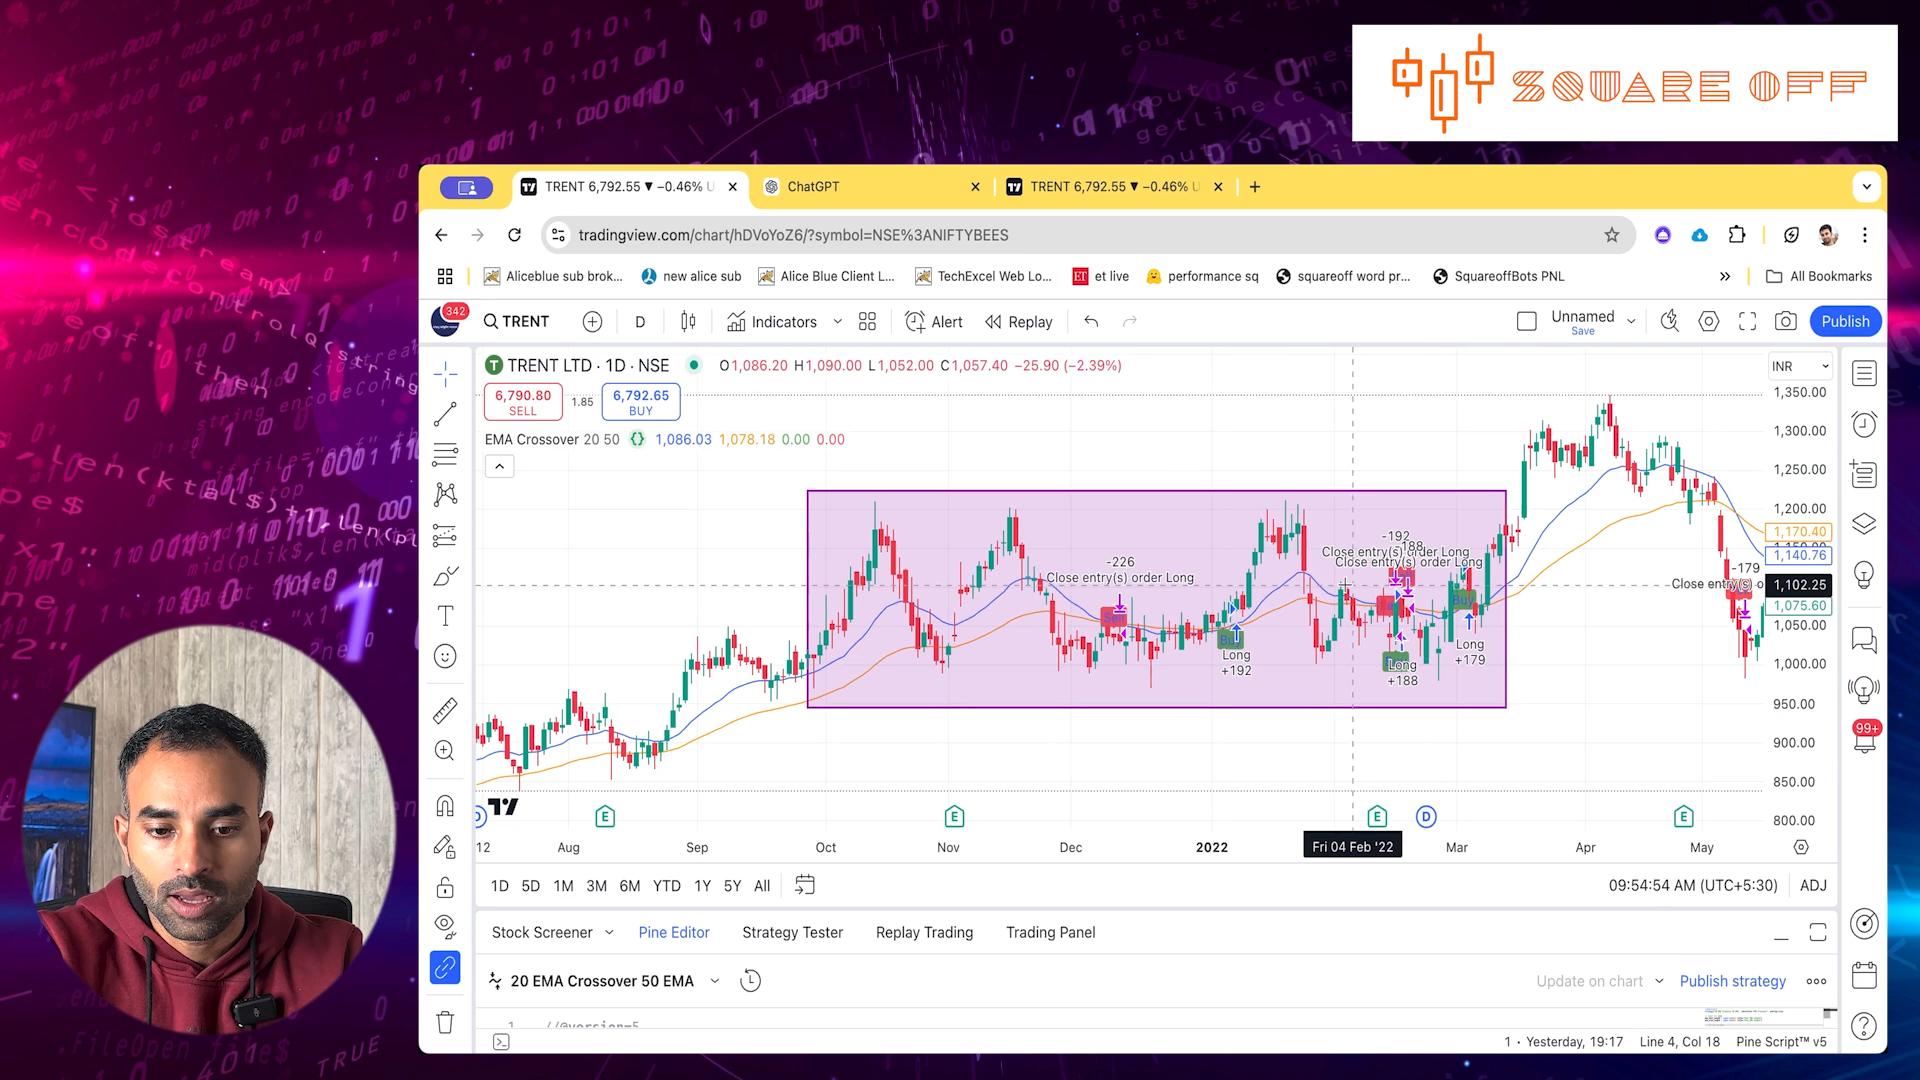 SQUARE OFF
TRENT 6,792.55 ▼ −0.46% U
ChatGPT
TRENT 6,792.55 ▼ −0.46% U
tradingview.com/chart/hDVoYoZ6/?symbol=NSE%3ANIFTYBEES
Aliceblue sub brok...
new alice sub
Alice Blue Client L...
TechExcel Web Lo...
ET
et live
performance sq
squareoff word pr...
SquareoffBots PNL
All Bookmarks
342
TRENT
D
Indicators
Alert
Replay
Unnamed
Save
Publish
T TRENT LTD · 1D · NSE O1,086.20 H1,090.00 L1,052.00 C1,057.40 −25.90 (−2.39%)
INR
6,790.80
SELL
1.85
6,792.65
BUY
EMA Crossover 20 50 {} 1,086.03 1,078.18 0.00 0.00
1,350.00
1,300.00
1,250.00
1,200.00
1,170.40
1,140.76
1,102.25
1,075.60
1,050.00
1,000.00
950.00
900.00
850.00
800.00
-226
Close entry(s) order Long
Sell
-192
-188
Close entry(s) order Long
Close entry(s) order Long
-179
Close entry(s) o
Buy
Long
+192
Long
+188
Buy
Long
+179
E
E
E
D
E
12
Aug
Sep
Oct
Nov
Dec
2022
Fri 04 Feb '22
Mar
Apr
May
1D 5D 1M 3M 6M YTD 1Y 5Y All
09:54:54 AM (UTC+5:30)
ADJ
99+
Stock Screener
Pine Editor
Strategy Tester
Replay Trading
Trading Panel
20 EMA Crossover 50 EMA
Update on chart
Publish strategy
1 //@version=5
1 · Yesterday, 19:17
Line 4, Col 18
Pine Script™ v5